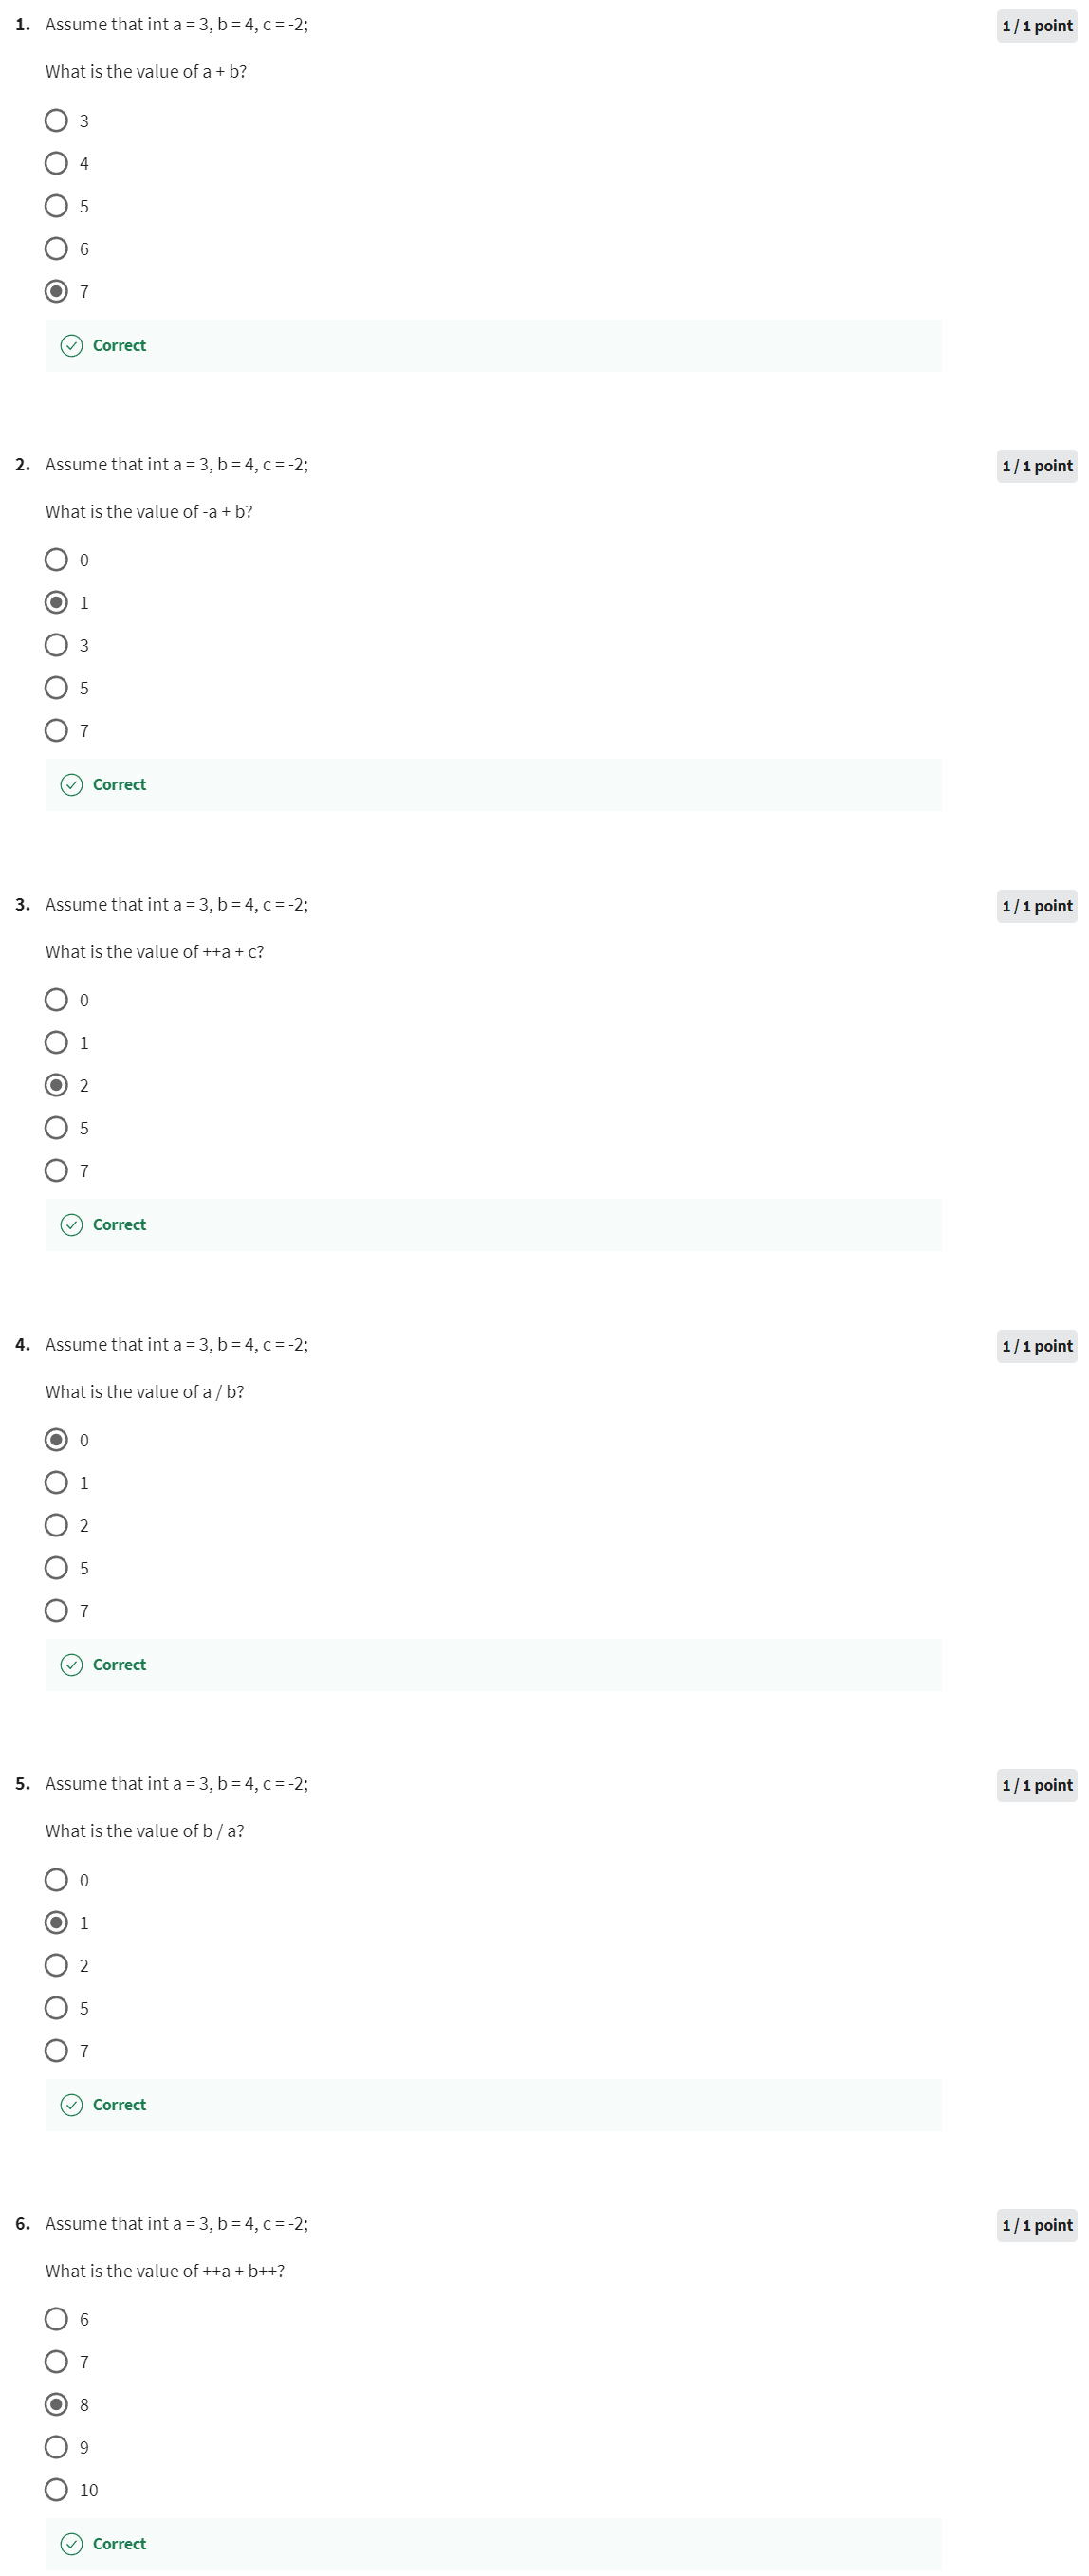 1. Assume that int a = 3, b = 4, c = -2; 1 / 1 point
What is the value of a + b?
3
4
5
6
7
Correct
2. Assume that int a = 3, b = 4, c = -2; 1 / 1 point
What is the value of -a + b?
0
1
3
5
7
Correct
3. Assume that int a = 3, b = 4, c = -2; 1 / 1 point
What is the value of ++a + c?
0
1
2
5
7
Correct
4. Assume that int a = 3, b = 4, c = -2; 1 / 1 point
What is the value of a / b?
0
1
2
5
7
Correct
5. Assume that int a = 3, b = 4, c = -2; 1 / 1 point
What is the value of b / a?
0
1
2
5
7
Correct
6. Assume that int a = 3, b = 4, c = -2; 1 / 1 point
What is the value of ++a + b++?
6
7
8
9
10
Correct